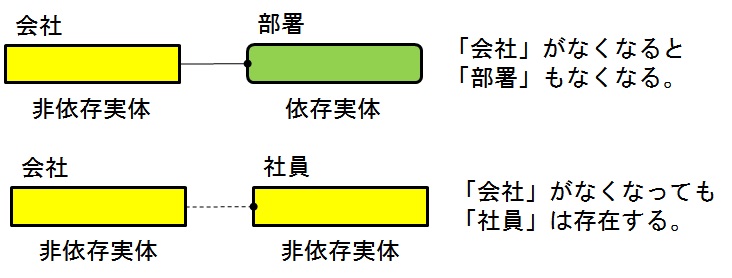 会社
部署
「会社」がなくなると
「部署」もなくなる。
非依存実体
依存実体
会社
社員
「会社」がなくなっても
「社員」は存在する。
非依存実体
非依存実体